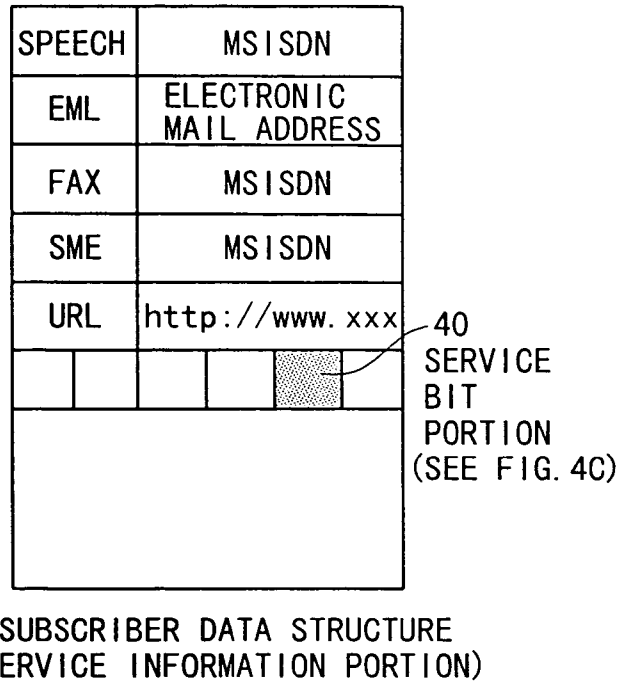 SPEECH MSISDN
EML ELECTRONIC
MAIL ADDRESS
FAX MSISDN
SME MSISDN
URL http://www.xxx
40
SERVICE
BIT
PORTION
(SEE FIG. 4C)
SUBSCRIBER DATA STRUCTURE
ERVICE INFORMATION PORTION)